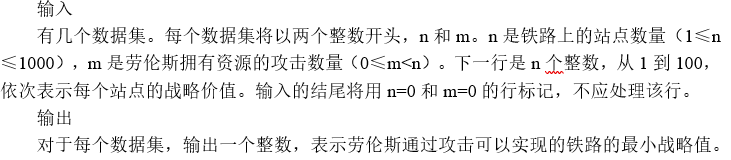 输入
有几个数据集。每个数据集将以两个整数开头，n 和 m。n 是铁路上的站点数量（1≤n
≤1000），m 是劳伦斯拥有资源的攻击数量（0≤m<n）。下一行是 n 个整数，从 1 到 100，
依次表示每个站点的战略价值。输入的结尾将用 n=0 和 m=0 的行标记，不应处理该行。
输出
对于每个数据集，输出一个整数，表示劳伦斯通过攻击可以实现的铁路的最小战略值。